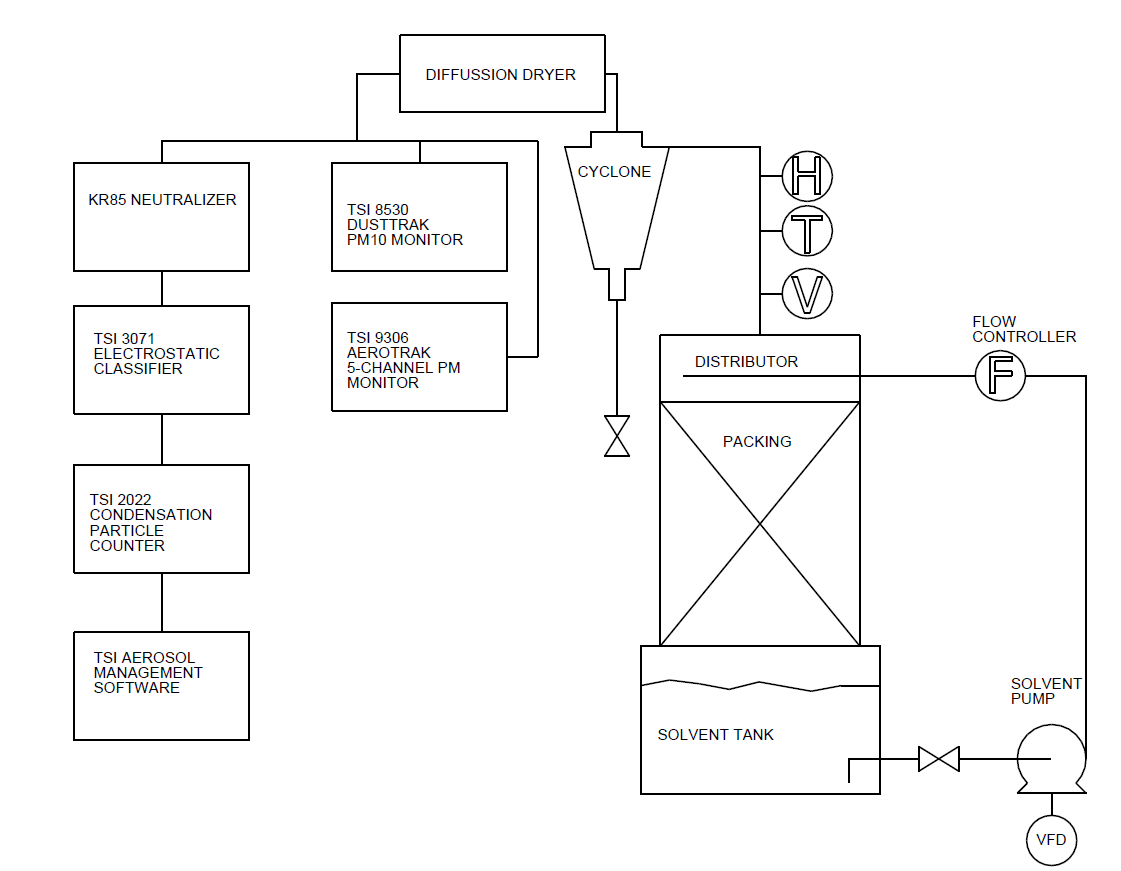 DIFFUSSION DRYER
CYCLONE
KR85 NEUTRALIZER
TSI 8530
DUSTTRAK
PM10 MONITOR
H
T
V
TSI 3071
ELECTROSTATIC
CLASSIFIER
TSI 9306
AEROTRAK
5-CHANNEL PM
MONITOR
FLOW
CONTROLLER
DISTRIBUTOR
F
PACKING
TSI 2022
CONDENSATION
PARTICLE
COUNTER
TSI AEROSOL
MANAGEMENT
SOFTWARE
SOLVENT
PUMP
SOLVENT TANK
VFD